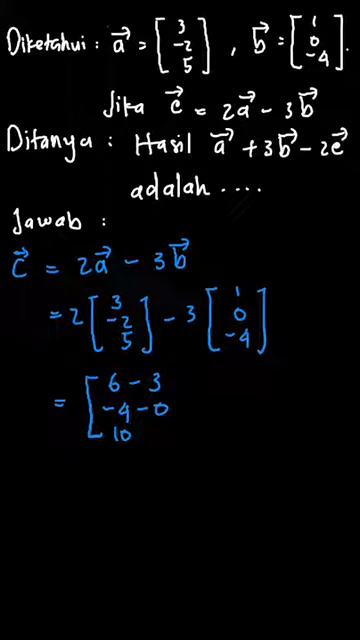 Diketahui : a⃗ = [3 -2 5] , b⃗ = [1 0 -4].
Jika c⃗ = 2a⃗ - 3b⃗
Ditanya : Hasil a⃗ + 3b⃗ - 2c⃗
adalah ....
Jawab :
c⃗ = 2a⃗ - 3b⃗
= 2 [3 -2 5] - 3 [1 0 -4]
= [6 - 3
-4 - 0
10